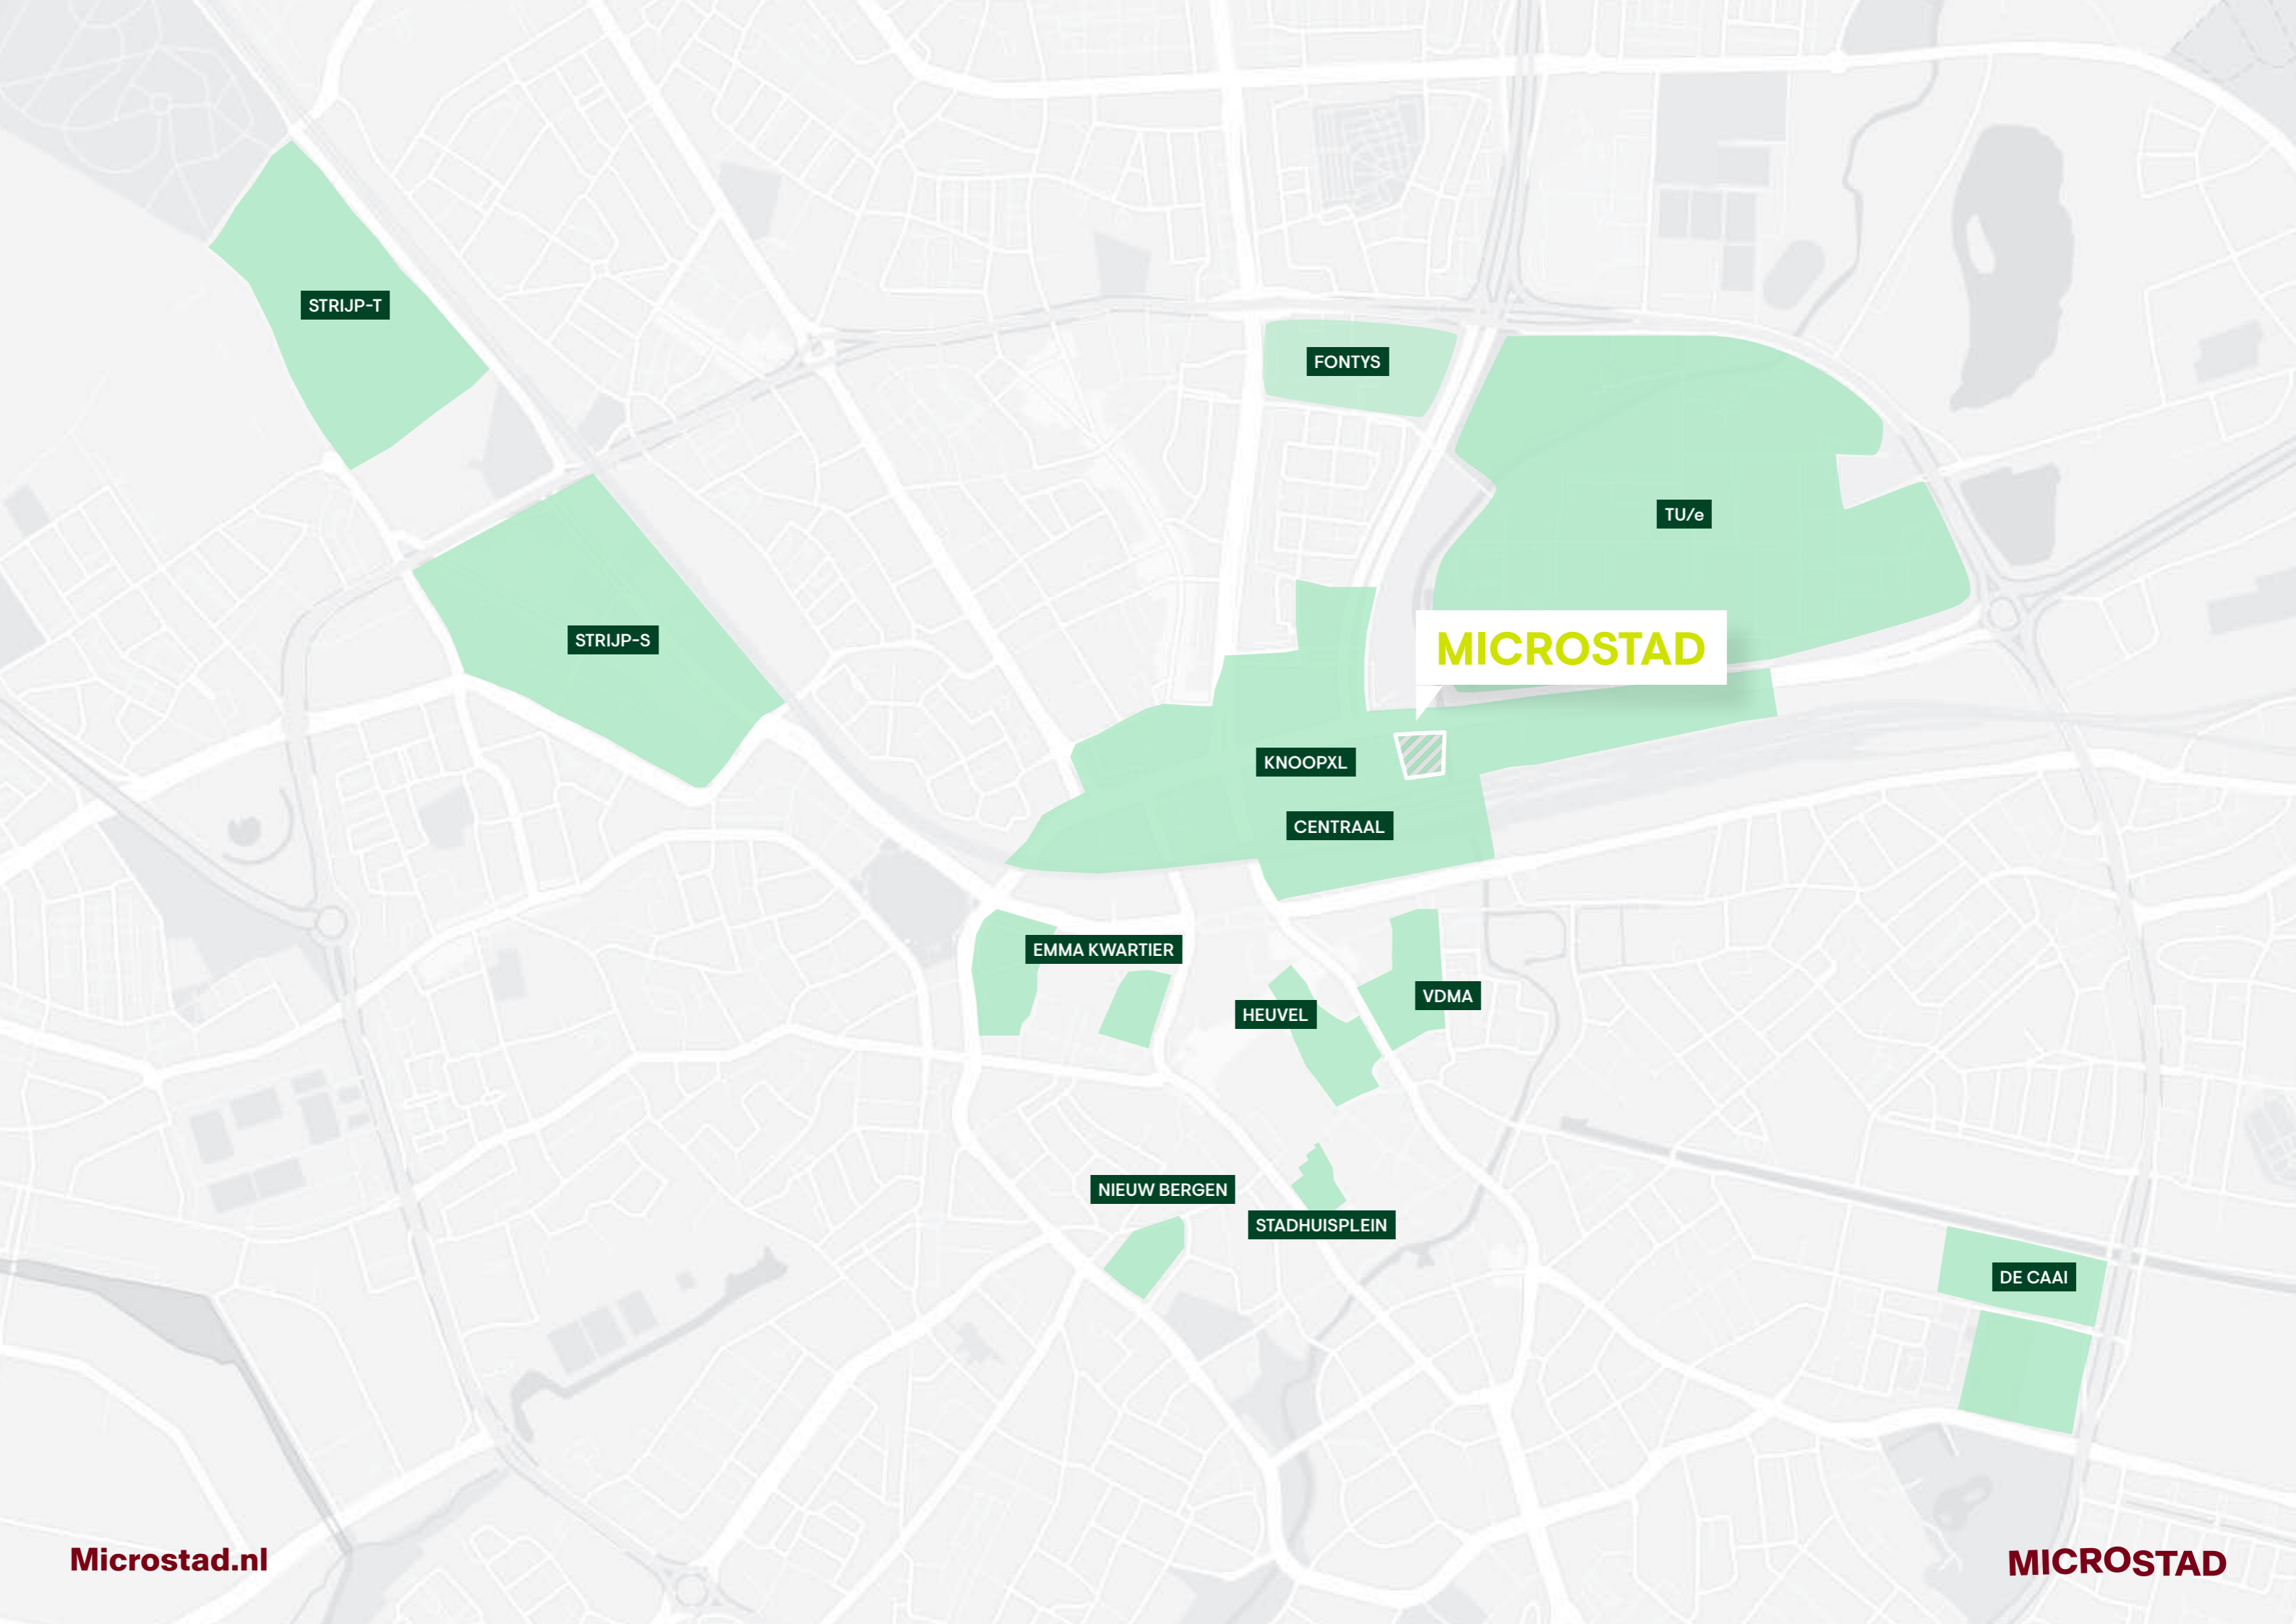 STRIJP-T
FONTYS
TU/e
STRIJP-S
MICROSTAD
KNOOPXL
CENTRAAL
EMMA KWARTIER
VDMA
HEUVEL
NIEUW BERGEN
STADHUISPLEIN
DE CAAI
Microstad.nl
MICROSTAD